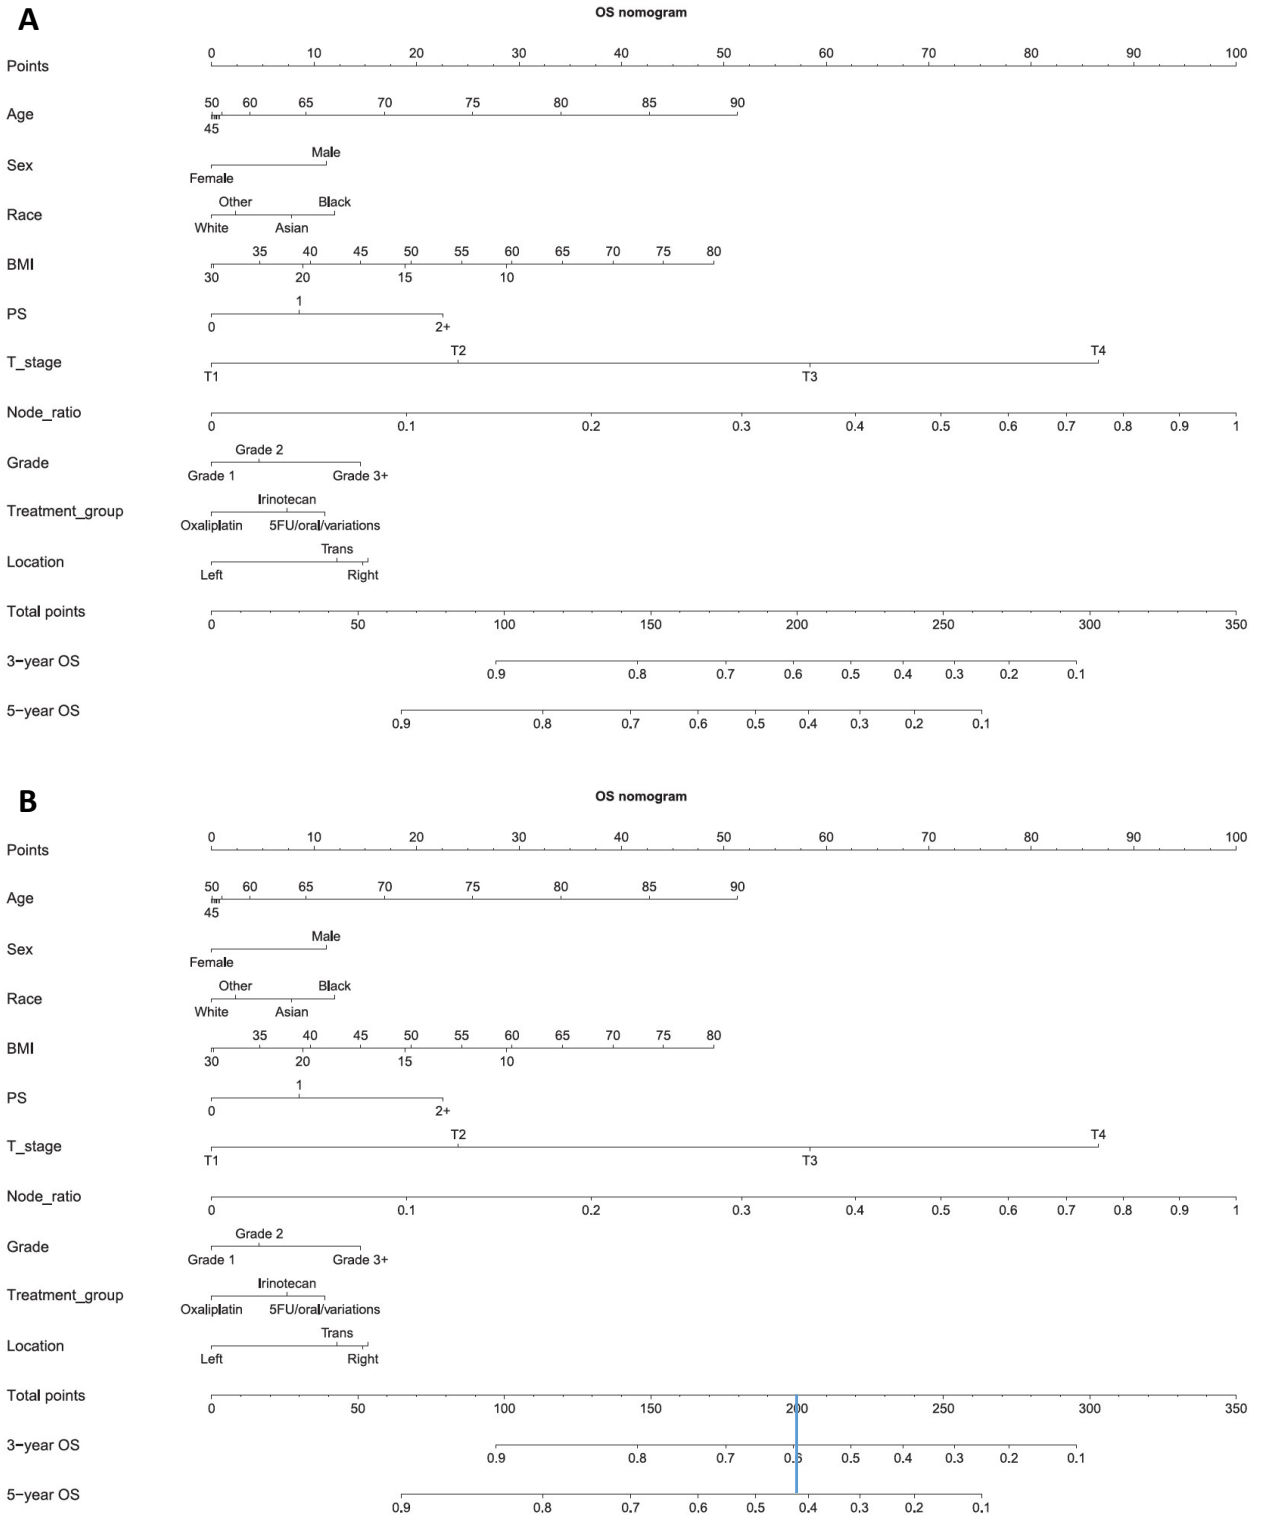 A
OS nomogram
Points
0 10 20 30 40 50 60 70 80 90 100
Age
50 60 65 70 75 80 85 90
45
Sex
Male
Female
Race
Other Black
White Asian
BMI
35 40 45 50 55 60 65 70 75 80
30 20 15 10
PS
1
0 2+
T_stage
T2 T4
T1 T3
Node_ratio
0 0.1 0.2 0.3 0.4 0.5 0.6 0.7 0.8 0.9 1
Grade
Grade 2
Grade 1 Grade 3+
Treatment_group
Irinotecan
Oxaliplatin 5FU/oral/variations
Location
Trans
Left Right
Total points
0 50 100 150 200 250 300 350
3−year OS
0.9 0.8 0.7 0.6 0.5 0.4 0.3 0.2 0.1
5−year OS
0.9 0.8 0.7 0.6 0.5 0.4 0.3 0.2 0.1
B
OS nomogram
Points
0 10 20 30 40 50 60 70 80 90 100
Age
50 60 65 70 75 80 85 90
45
Sex
Male
Female
Race
Other Black
White Asian
BMI
35 40 45 50 55 60 65 70 75 80
30 20 15 10
PS
1
0 2+
T_stage
T2 T4
T1 T3
Node_ratio
0 0.1 0.2 0.3 0.4 0.5 0.6 0.7 0.8 0.9 1
Grade
Grade 2
Grade 1 Grade 3+
Treatment_group
Irinotecan
Oxaliplatin 5FU/oral/variations
Location
Trans
Left Right
Total points
0 50 100 150 200 250 300 350
3−year OS
0.9 0.8 0.7 0.6 0.5 0.4 0.3 0.2 0.1
5−year OS
0.9 0.8 0.7 0.6 0.5 0.4 0.3 0.2 0.1